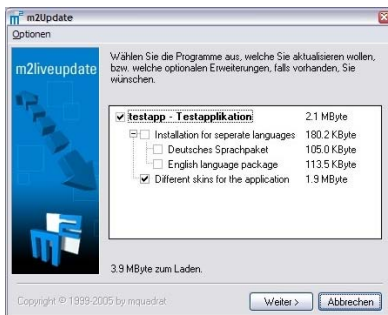 m2Update
Optionen
m2liveupdate
Wählen Sie die Programme aus, welche Sie aktualisieren wollen,
bzw. welche optionalen Erweiterungen, falls vorhanden, Sie
wünschen.
testapp - Testapplikation 2.1 MByte
Installation for seperate languages 180.2 KByte
Deutsches Sprachpaket 105.0 KByte
English language package 113.5 KByte
Different skins for the application 1.9 MByte
m2
3.9 MByte zum Laden.
Copyright © 1999-2005 by mquadrat
Weiter > Abbrechen